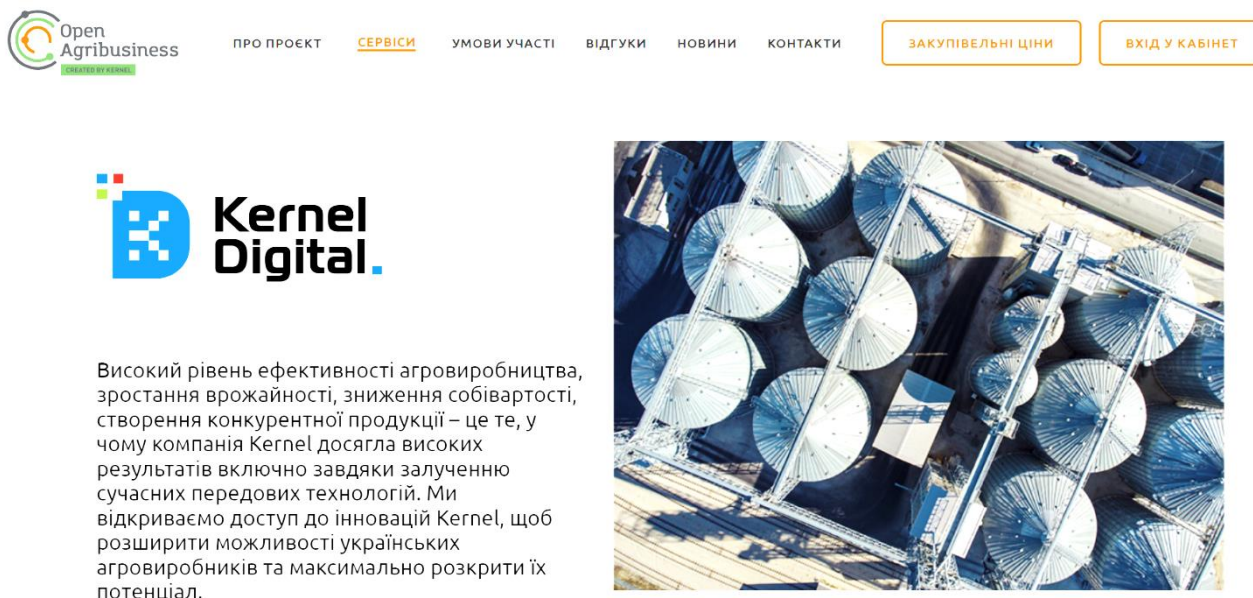 Open
Agribusiness
CREATED BY KERNEL
ПРО ПРОЄКТ
СЕРВІСИ
УМОВИ УЧАСТІ
ВІДГУКИ
НОВИНИ
КОНТАКТИ
ЗАКУПІВЕЛЬНІ ЦІНИ
ВХІД У КАБІНЕТ
Kernel
Digital.
Високий рівень ефективності агровиробництва,
зростання врожайності, зниження собівартості,
створення конкурентної продукції – це те, у
чому компанія Kernel досягла високих
результатів включно завдяки залученню
сучасних передових технологій. Ми
відкриваємо доступ до інновацій Kernel, щоб
розширити можливості українських
агровиробників та максимально розкрити їх
потенціал.